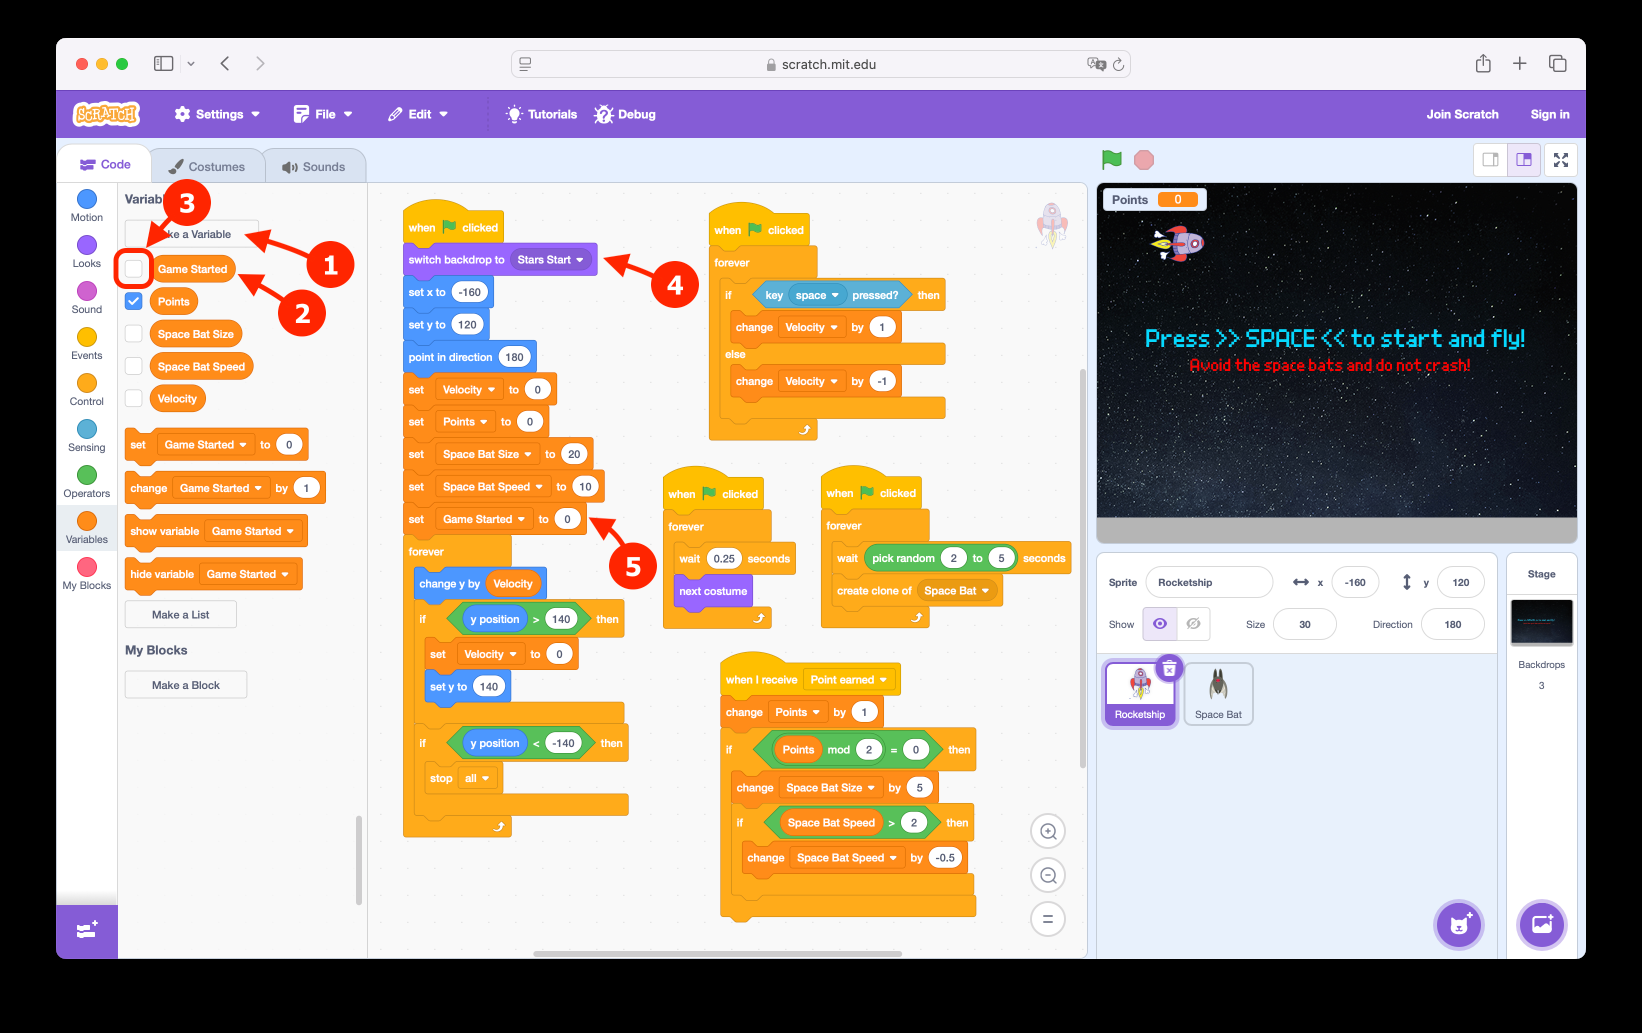 scratch.mit.edu
SCRATCH
Settings
File
Edit
Tutorials
Debug
Join Scratch
Sign in
Code
Costumes
Sounds
Motion
Looks
Sound
Events
Control
Sensing
Operators
Variables
My Blocks
3
a Variable
1
Game Started
2
Points
Space Bat Size
Space Bat Speed
Velocity
set Game Started to 0
change Game Started by 1
show variable Game Started
hide variable Game Started
Make a List
My Blocks
Make a Block
when clicked
switch backdrop to Stars Start
4
set x to -160
set y to 120
point in direction 180
set Velocity to 0
set Points to 0
set Space Bat Size to 20
set Space Bat Speed to 10
set Game Started to 0
5
forever
change y by Velocity
if y position > 140 then
set Velocity to 0
set y to 140
if y position < -140 then
stop all
when clicked
forever
if key space pressed? then
change Velocity by 1
else
change Velocity by -1
when clicked
forever
wait 0.25 seconds
next costume
when clicked
forever
wait pick random 2 to 5 seconds
create clone of Space Bat
when I receive Point earned
change Points by 1
if Points mod 2 = 0 then
change Space Bat Size by 5
if Space Bat Speed > 2 then
change Space Bat Speed by -0.5
Points 0
Press >> SPACE << to start and fly!
Avoid the space bats and do not crash!
Sprite Rocketship x -160 y 120
Show Size 30 Direction 180
Rocketship
Space Bat
Stage
Backdrops
3